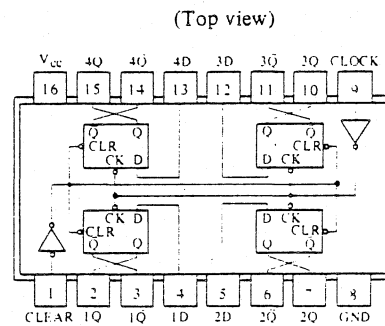 (Top view)
Vcc 4Q 4Q̄ 4D 3D 3Q̄ 3Q CLOCK
16 15 14 13 12 11 10 9
Q Q̄ Q̄ Q
CLR CLR
CK D D CK
CK D D CK
CLR CLR
Q Q̄ Q̄ Q
1 2 3 4 5 6 7 8
CLEAR 1Q 1Q̄ 1D 2D 2Q̄ 2Q GND